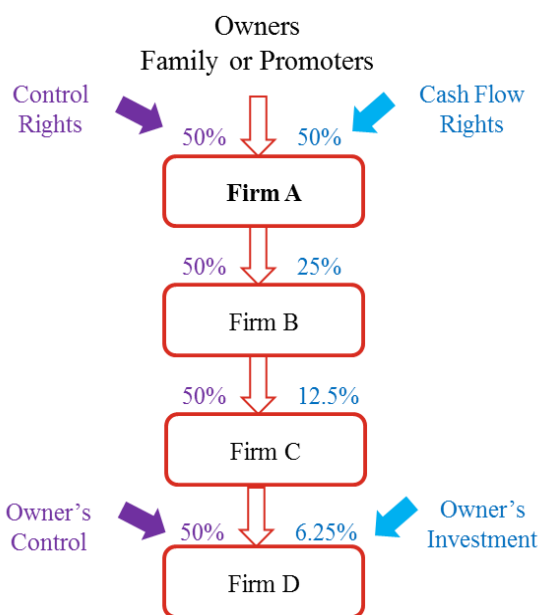 Owners
Family or Promoters
Control
Rights
Cash Flow
Rights
50%
50%
Firm A
50%
25%
Firm B
50%
12.5%
Firm C
Owner’s
Control
50%
6.25%
Owner’s
Investment
Firm D